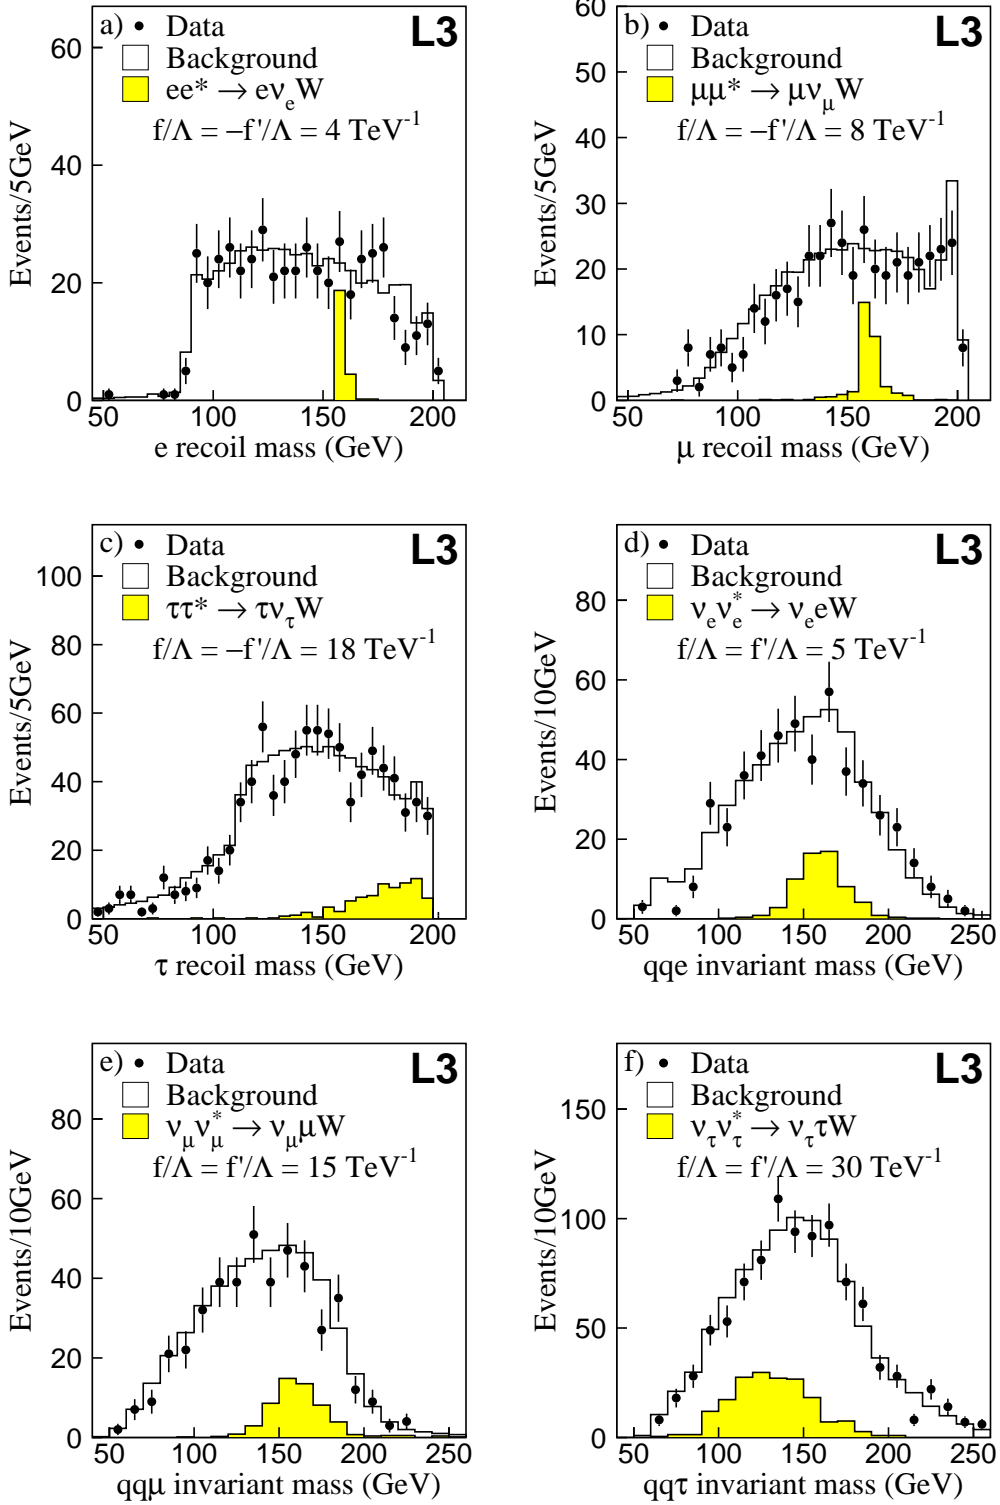 a) Data L3
Background
ee* → eνₑW
f/Λ = −f'/Λ = 4 TeV⁻¹
Events/5GeV
60
40
20
0
100 150 200
e recoil mass (GeV)
b) Data L3
Background
μμ* → μν_μW
f/Λ = −f'/Λ = 8 TeV⁻¹
Events/5GeV
60
50
40
30
20
10
0
50 100 150 200
μ recoil mass (GeV)
c) Data L3
Background
ττ* → τν_τW
f/Λ = −f'/Λ = 18 TeV⁻¹
Events/5GeV
100
80
60
40
20
0
50 100 150 200
τ recoil mass (GeV)
d) Data L3
Background
νₑνₑ* → νₑeW
f/Λ = f'/Λ = 5 TeV⁻¹
Events/10GeV
80
60
40
20
0
50 100 150 200 250
qqe invariant mass (GeV)
e) Data L3
Background
ν_μν_μ* → ν_μμW
f/Λ = f'/Λ = 15 TeV⁻¹
Events/10GeV
80
60
40
20
0
50 100 150 200 250
qqμ invariant mass (GeV)
f) Data L3
Background
ν_τν_τ* → ν_ττW
f/Λ = f'/Λ = 30 TeV⁻¹
Events/10GeV
150
100
50
0
50 100 150 200 250
qqτ invariant mass (GeV)